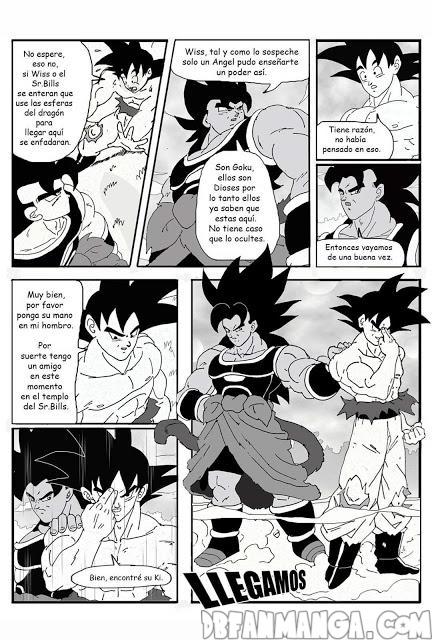 No espere,
eso no,
si Wiss o el
Sr.Bills
se enteran que
use las esferas
del dragón
para
llegar aquí
se enfadaran.
Wiss, tal y como lo sospeche
solo un Angel pudo enseñarte
un poder así.
Son Goku,
ellos son
Dioses por
lo tanto ellos
ya saben que
estas aquí.
No tiene caso
que lo ocultes.
Tiene razón,
no había
pensado en eso.
Entonces vayamos
de una buena vez.
Muy bien,
por favor
ponga su mano
en mi hombro.
Por
suerte tengo
un amigo
en este
momento
en el templo
del Sr.Bills.
Bien, encontré su Ki.
LLEGAMOS
DBFANMANGA.COM